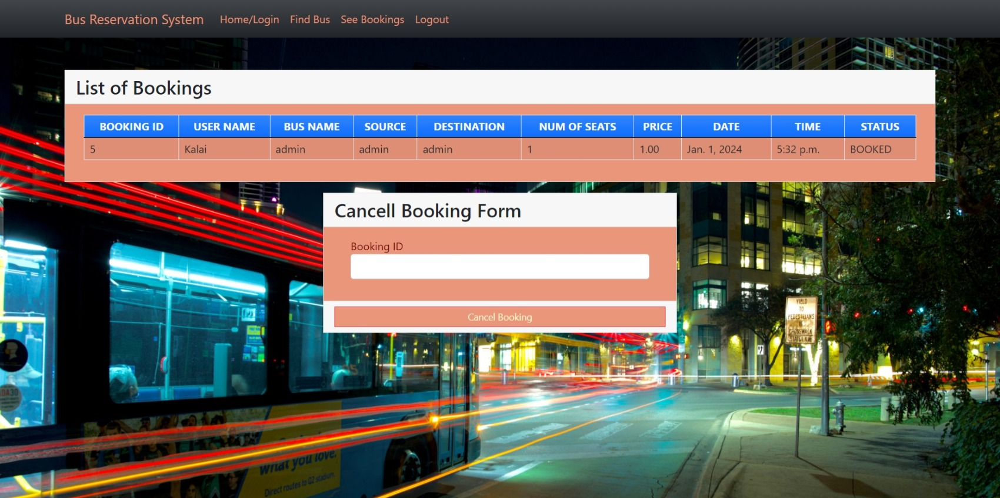 Bus Reservation System Home/Login Find Bus See Bookings Logout
List of Bookings
BOOKING ID USER NAME BUS NAME SOURCE DESTINATION NUM OF SEATS PRICE DATE TIME STATUS
5 Kalai admin admin admin 1 1.00 Jan. 1, 2024 5:32 p.m. BOOKED
Cancell Booking Form
Booking ID
Cancel Booking
YIELD
TO
PEDESTRIANS
IN
CROSSWALK
STATE LAW
what you love.
Direct routes to Q2 stadium.